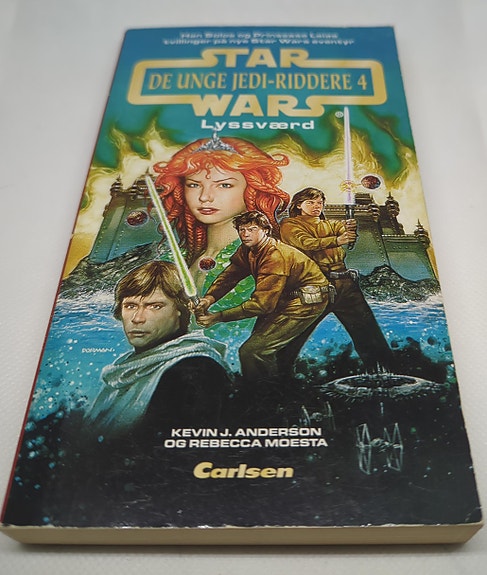 Han Solos og Prinsesse Leias
tvillinger på nye Star Wars eventyr
STAR
DE UNGE JEDI-RIDDERE 4
WARS®
Lyssværd
DORMAN
KEVIN J. ANDERSON
OG REBECCA MOESTA
Carlsen